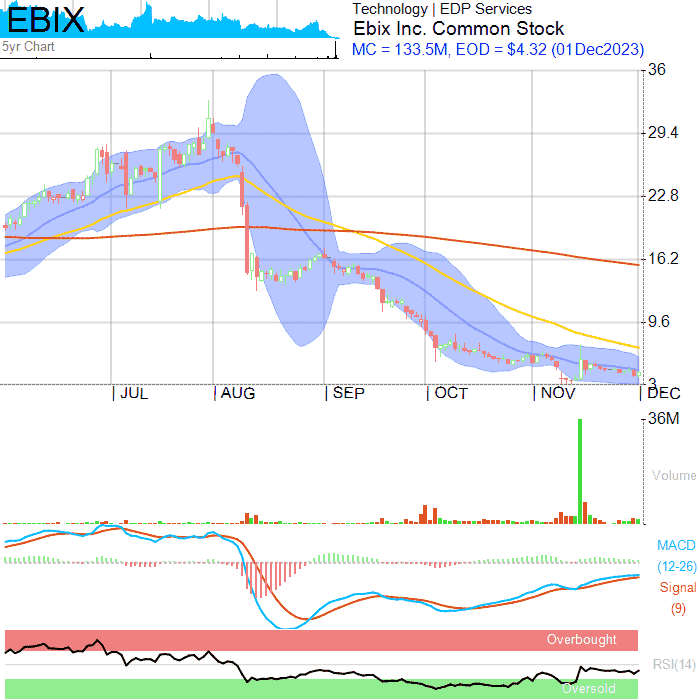 EBIX
5yr Chart
Technology | EDP Services
Ebix Inc. Common Stock
MC = 133.5M, EOD = $4.32 (01Dec2023)
36
29.4
22.8
16.2
9.6
3
JUL
AUG
SEP
OCT
NOV
DEC
36M
Volume
MACD
(12-26)
Signal
(9)
Overbought
RSI(14)
Oversold